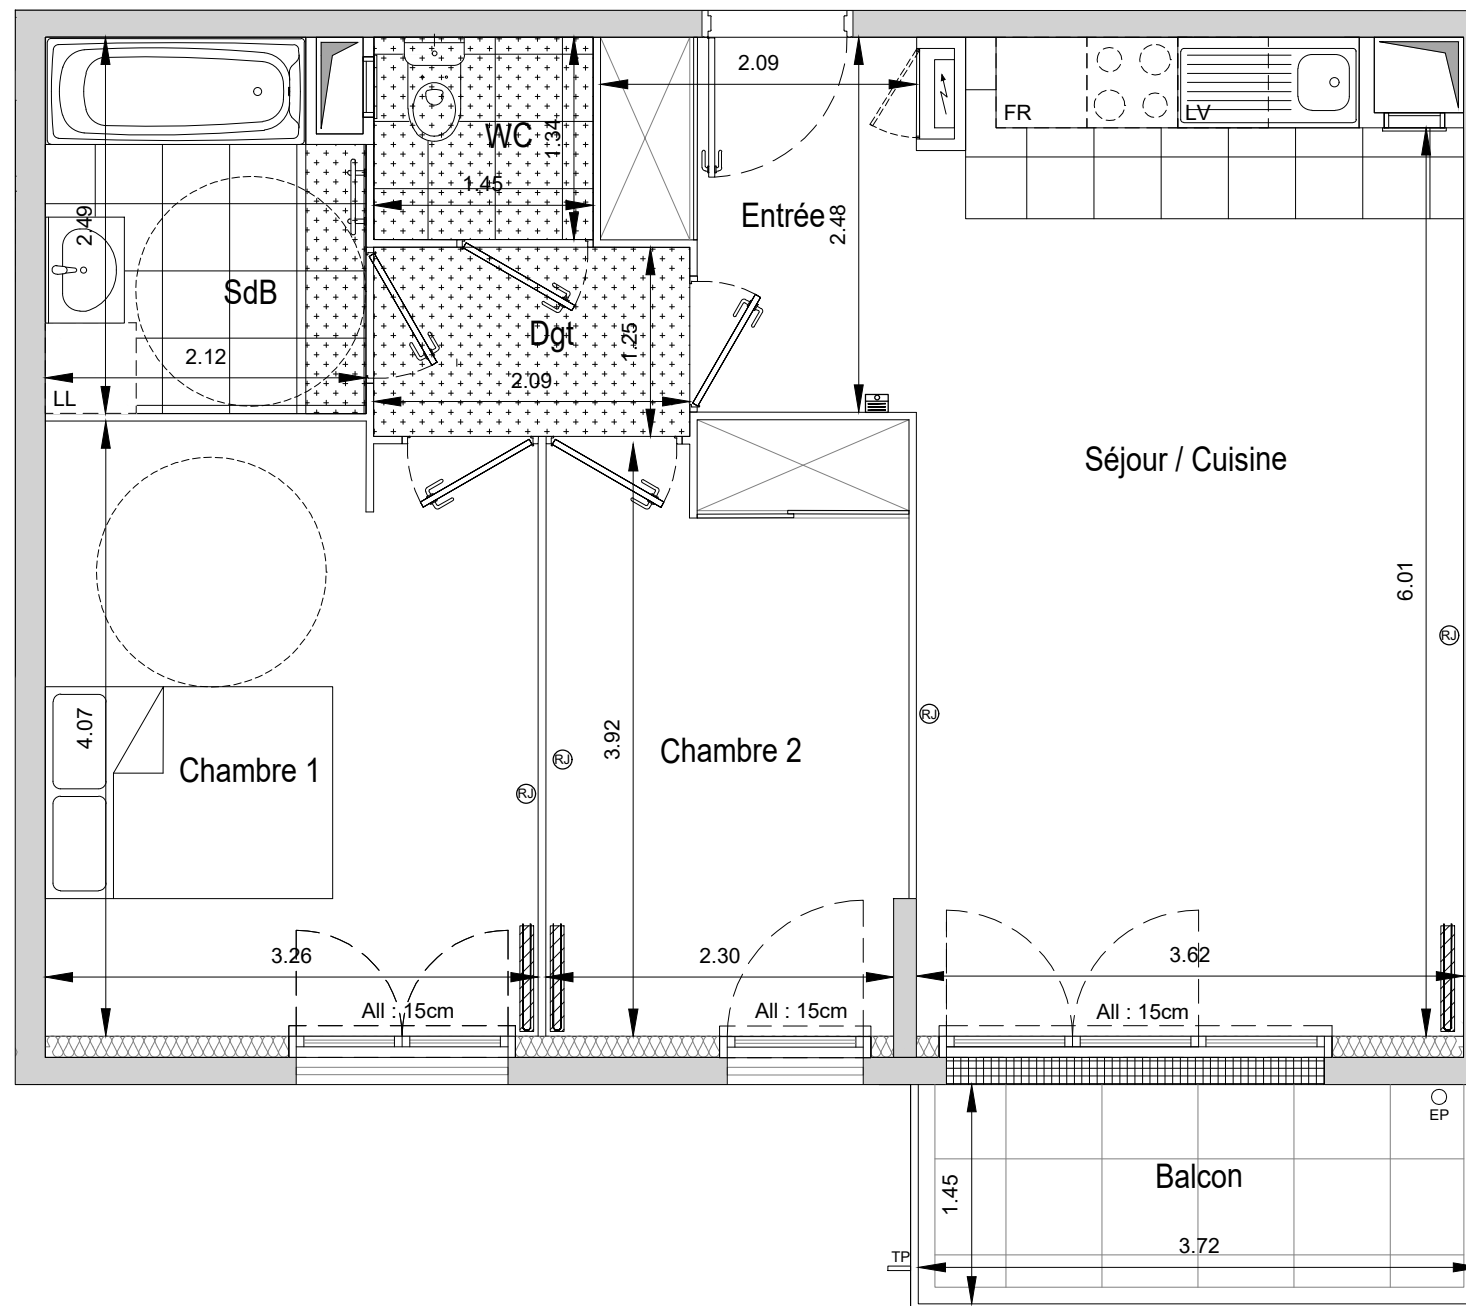 2.09
FR
LV
WC
1.34
1.45
Entrée
2.48
2.49
SdB
Dgt
1.25
2.12
2.09
LL
Séjour / Cuisine
6.01
RJ
RJ
4.07
Chambre 1
3.92
Chambre 2
RJ
RJ
3.26
2.30
3.62
All : 15cm
All : 15cm
All : 15cm
EP
Balcon
1.45
3.72
TP